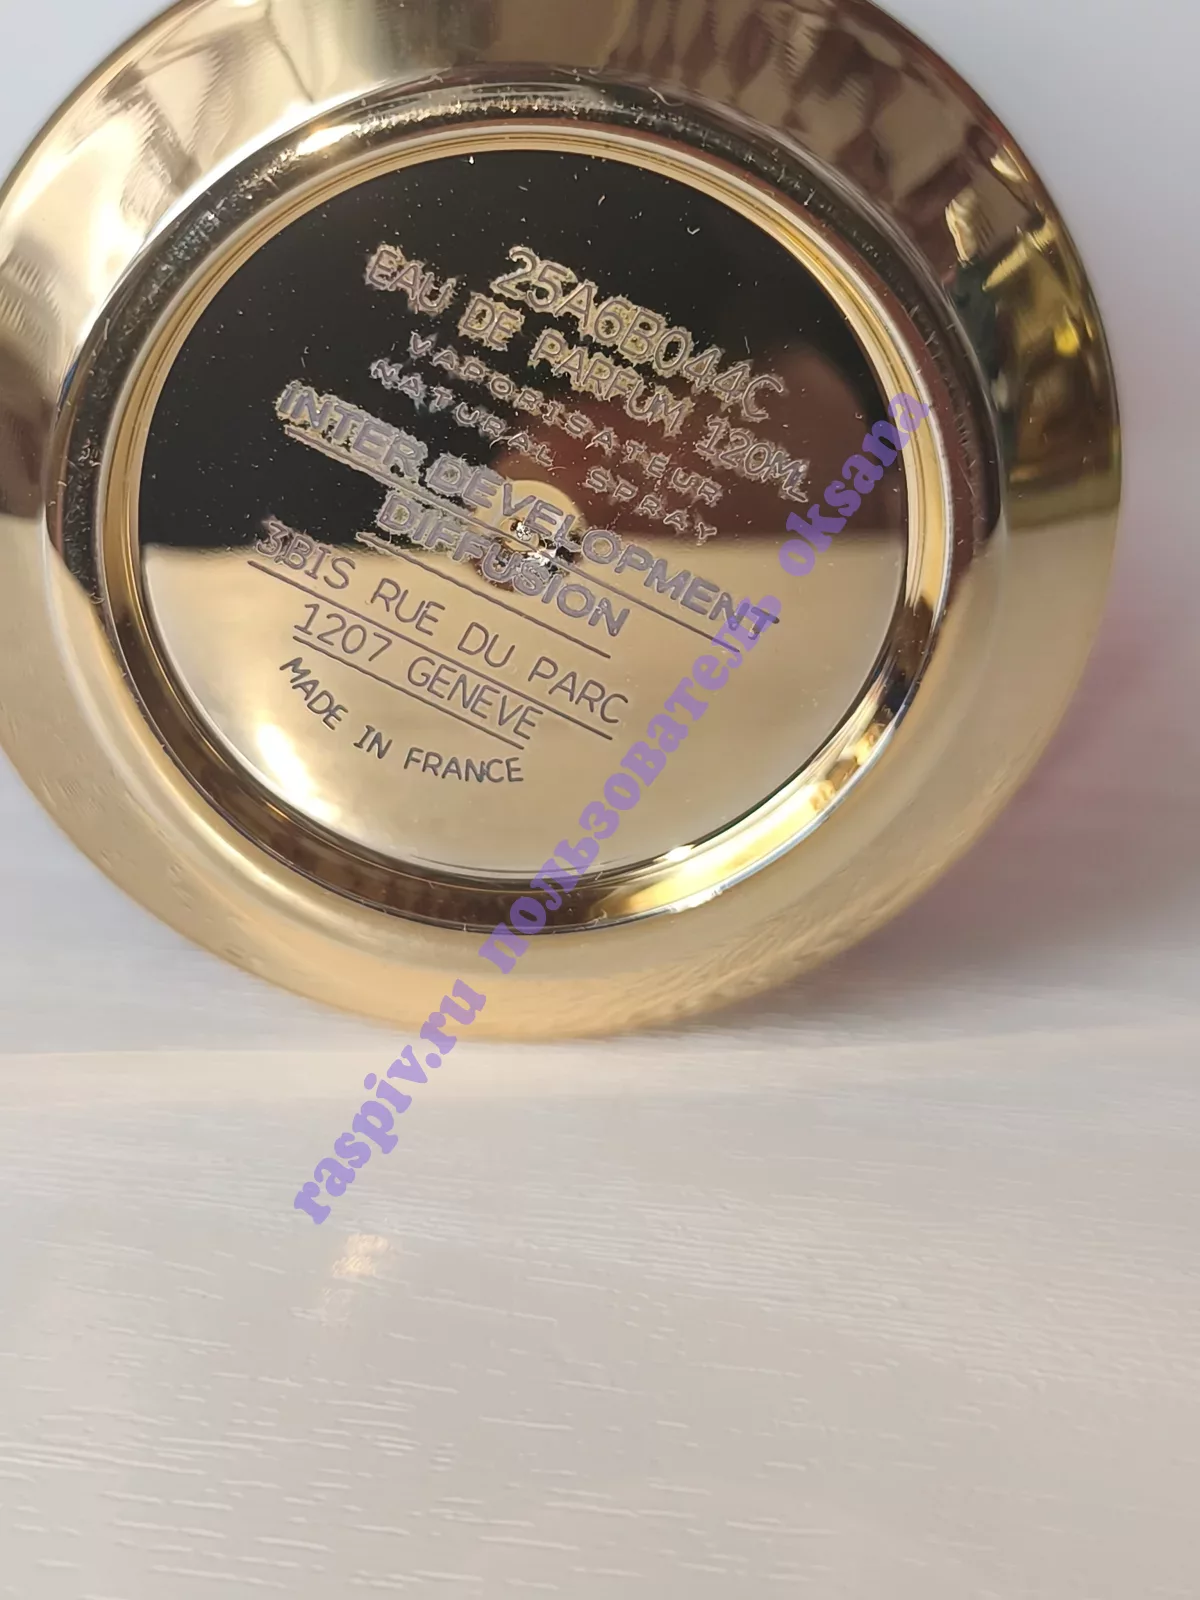 25A6B044C
EAU DE PARFUM 120ML
VAPORISATEUR
NATURAL SPRAY
INTER DEVELOPMENT
DIFFUSION
3BIS RUE DU PARC
1207 GENEVE
MADE IN FRANCE
raspiv.ru пользователь oksana